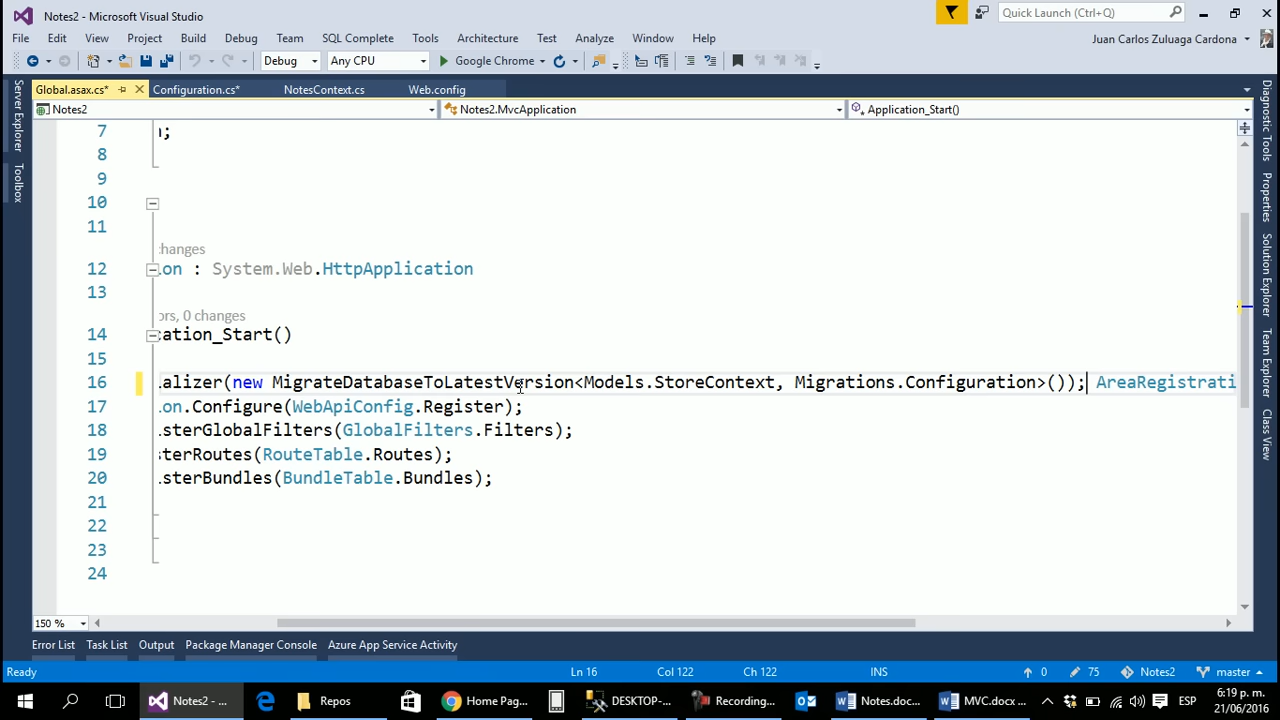 Notes2 - Microsoft Visual Studio
Quick Launch (Ctrl+Q)
File Edit View Project Build Debug Team SQL Complete Tools Architecture Test Analyze Window Help
Juan Carlos Zuluaga Cardona
Debug Any CPU Google Chrome
Server Explorer
Toolbox
Global.asax.cs* Configuration.cs* NotesContext.cs Web.config
Notes2 Notes2.MvcApplication Application_Start()
7 ;
8
9
10
11
changes
12 on : System.Web.HttpApplication
13
ors, 0 changes
14 cation_Start()
15
16 alizer(new MigrateDatabaseToLatestVersion<Models.StoreContext, Migrations.Configuration>()); AreaRegistrati
17 on.Configure(WebApiConfig.Register);
18 sterGlobalFilters(GlobalFilters.Filters);
19 sterRoutes(RouteTable.Routes);
20 sterBundles(BundleTable.Bundles);
21
22
23
24
150 %
Diagnostic Tools
Properties
Solution Explorer
Team Explorer
Class View
Error List Task List Output Package Manager Console Azure App Service Activity
Ready Ln 16 Col 122 Ch 122 INS 0 75 Notes2 master
Notes2 - ... Repos Home Pag... DESKTOP-... Recording... Notes.doc... MVC.docx ... ESP 6:19 p. m.
21/06/2016